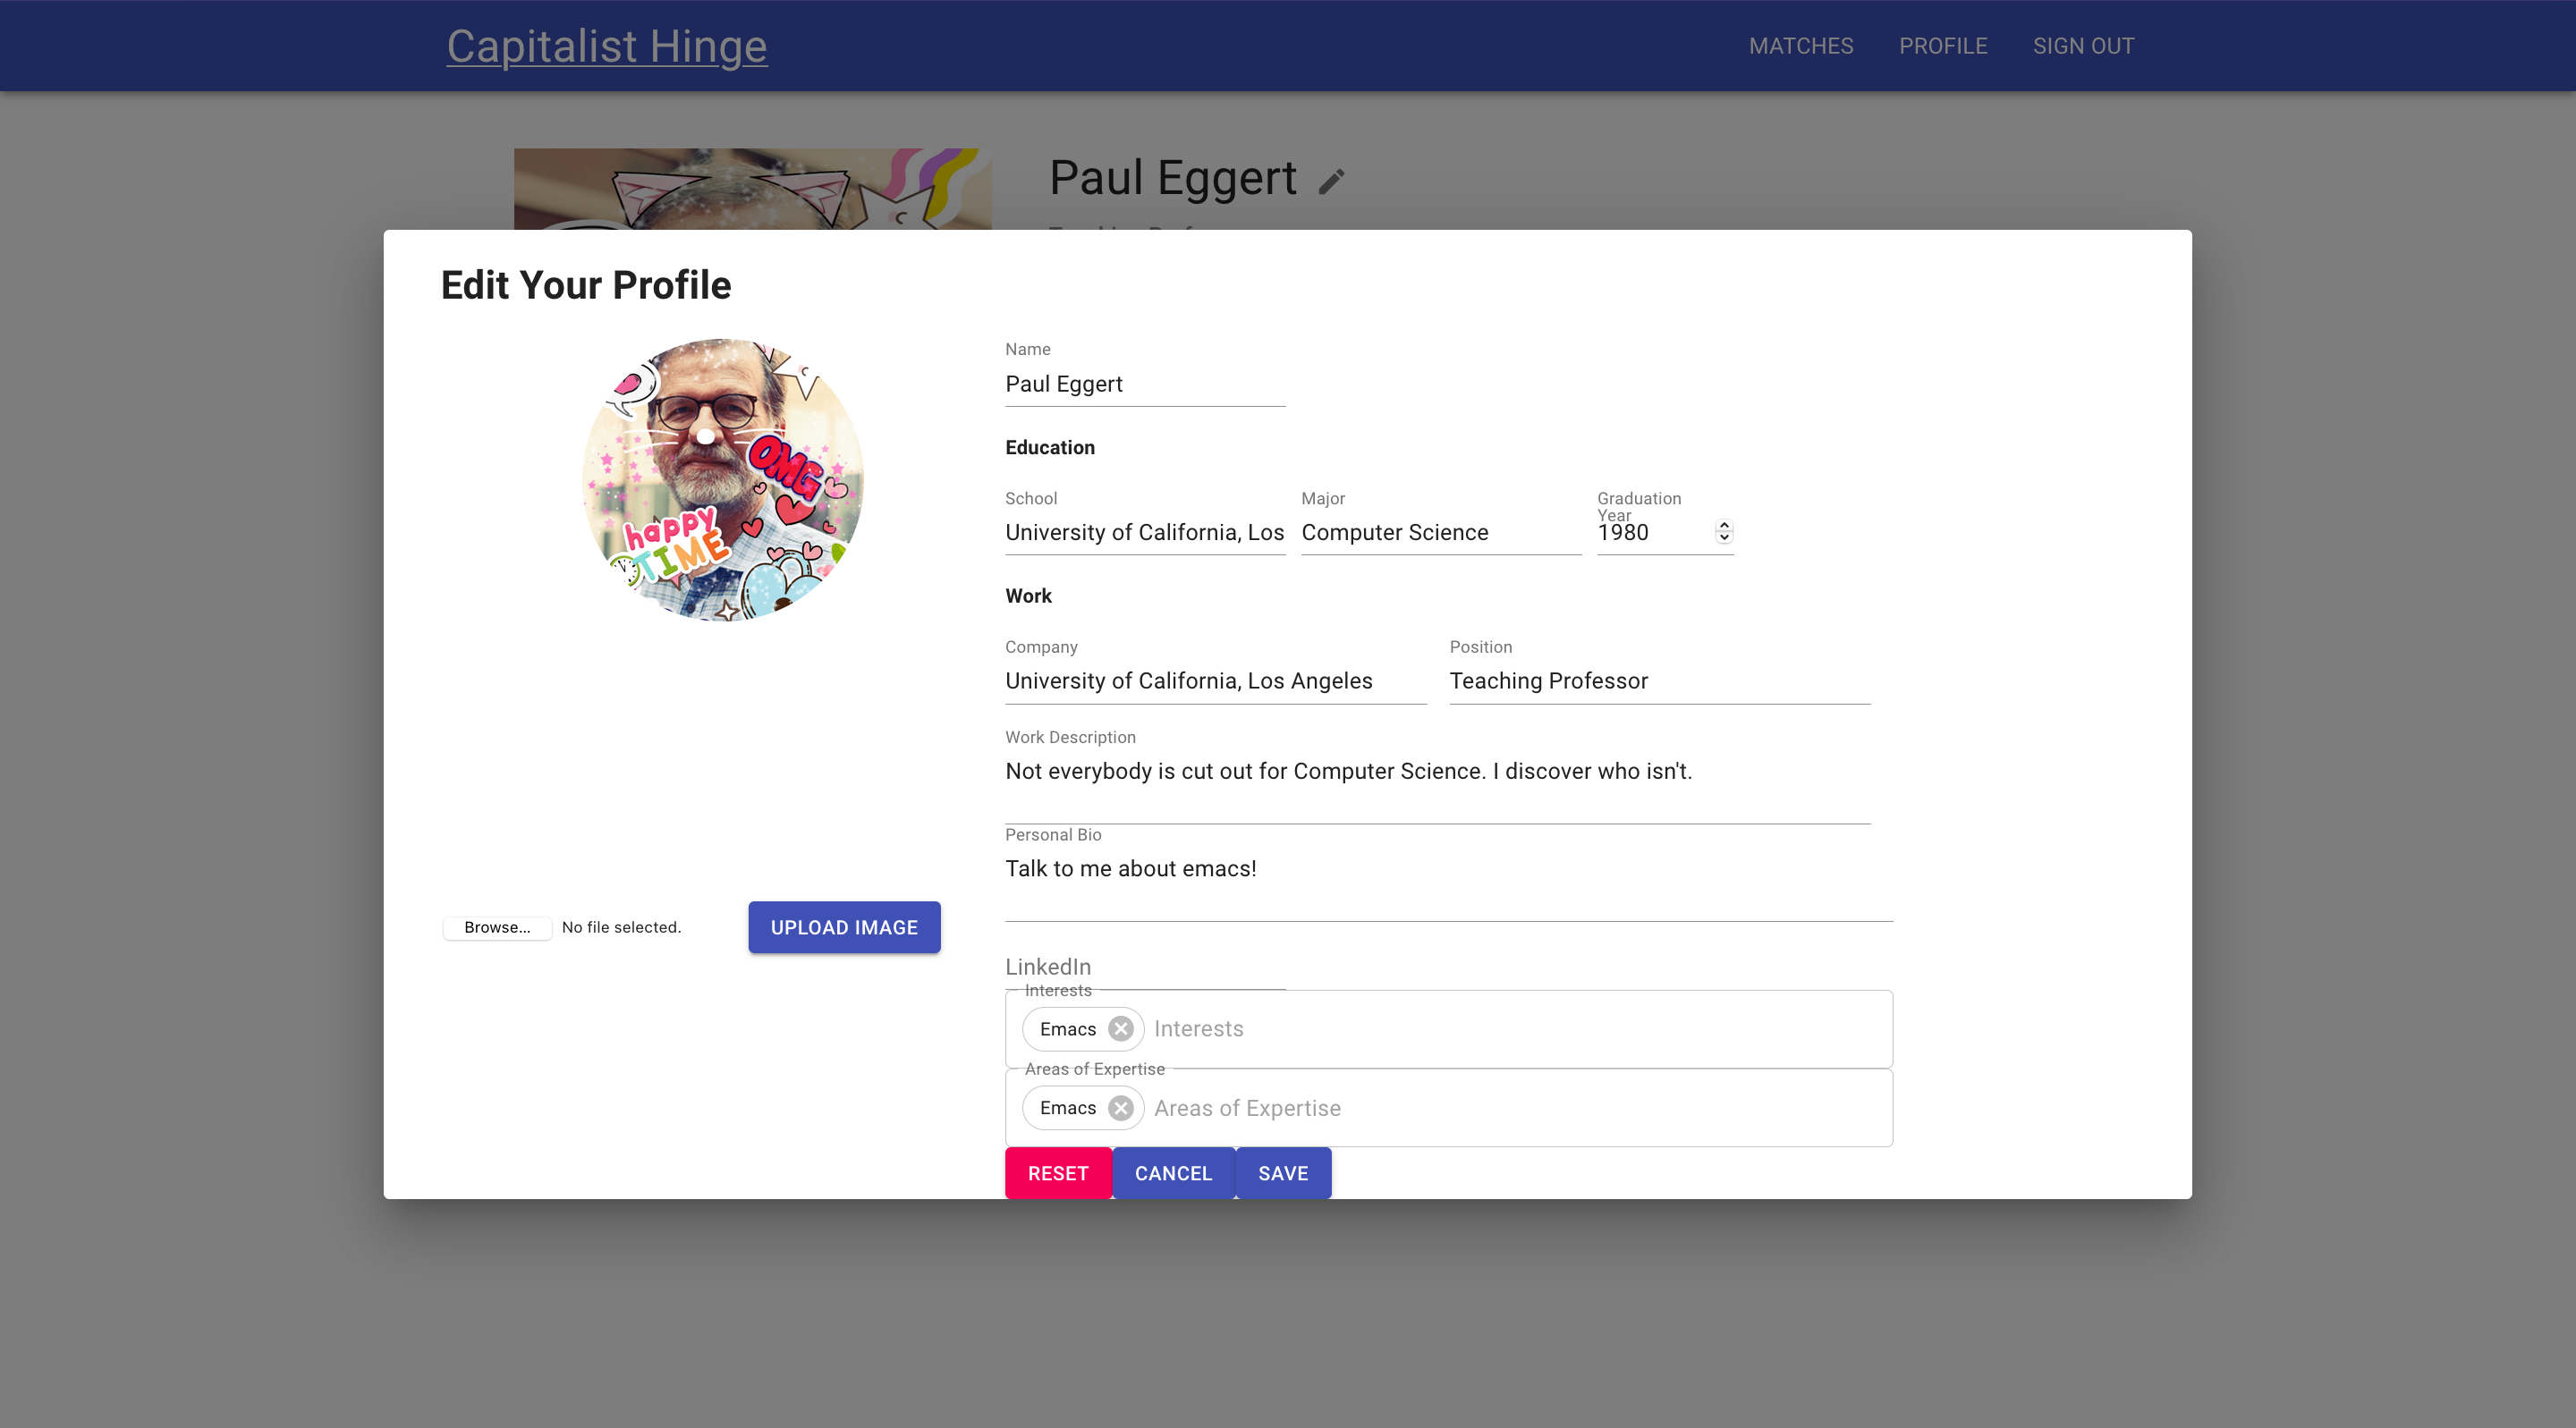 Capitalist Hinge
MATCHES PROFILE SIGN OUT
Paul Eggert
Edit Your Profile
OMG
happy
TIME
Name
Paul Eggert
Education
School Major Graduation Year
University of California, Los Computer Science 1980
Work
Company Position
University of California, Los Angeles Teaching Professor
Work Description
Not everybody is cut out for Computer Science. I discover who isn't.
Personal Bio
Talk to me about emacs!
Browse... No file selected. UPLOAD IMAGE
LinkedIn
Interests
Emacs Interests
Areas of Expertise
Emacs Areas of Expertise
RESET CANCEL SAVE